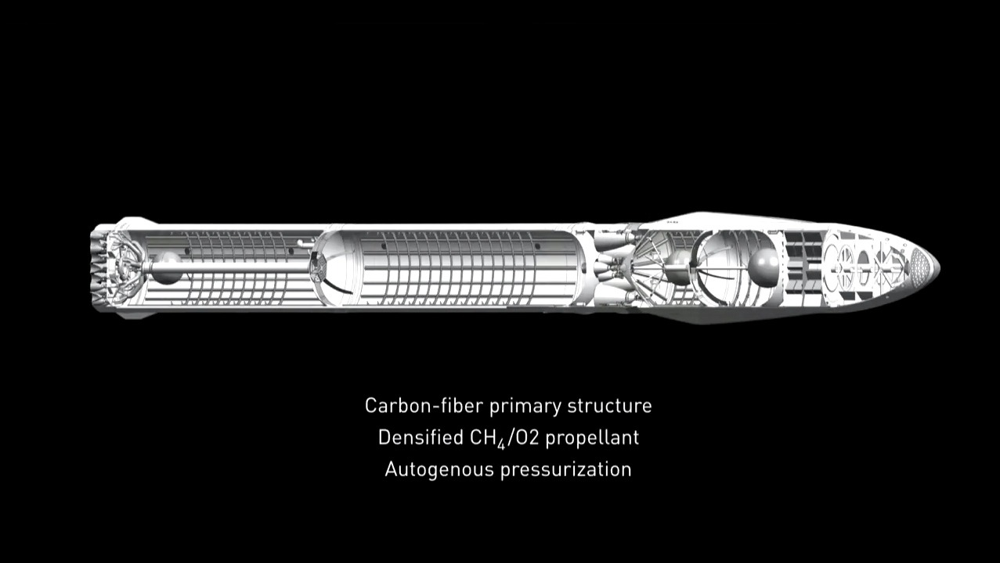 Carbon-fiber primary structure
Densified CH₄/O2 propellant
Autogenous pressurization